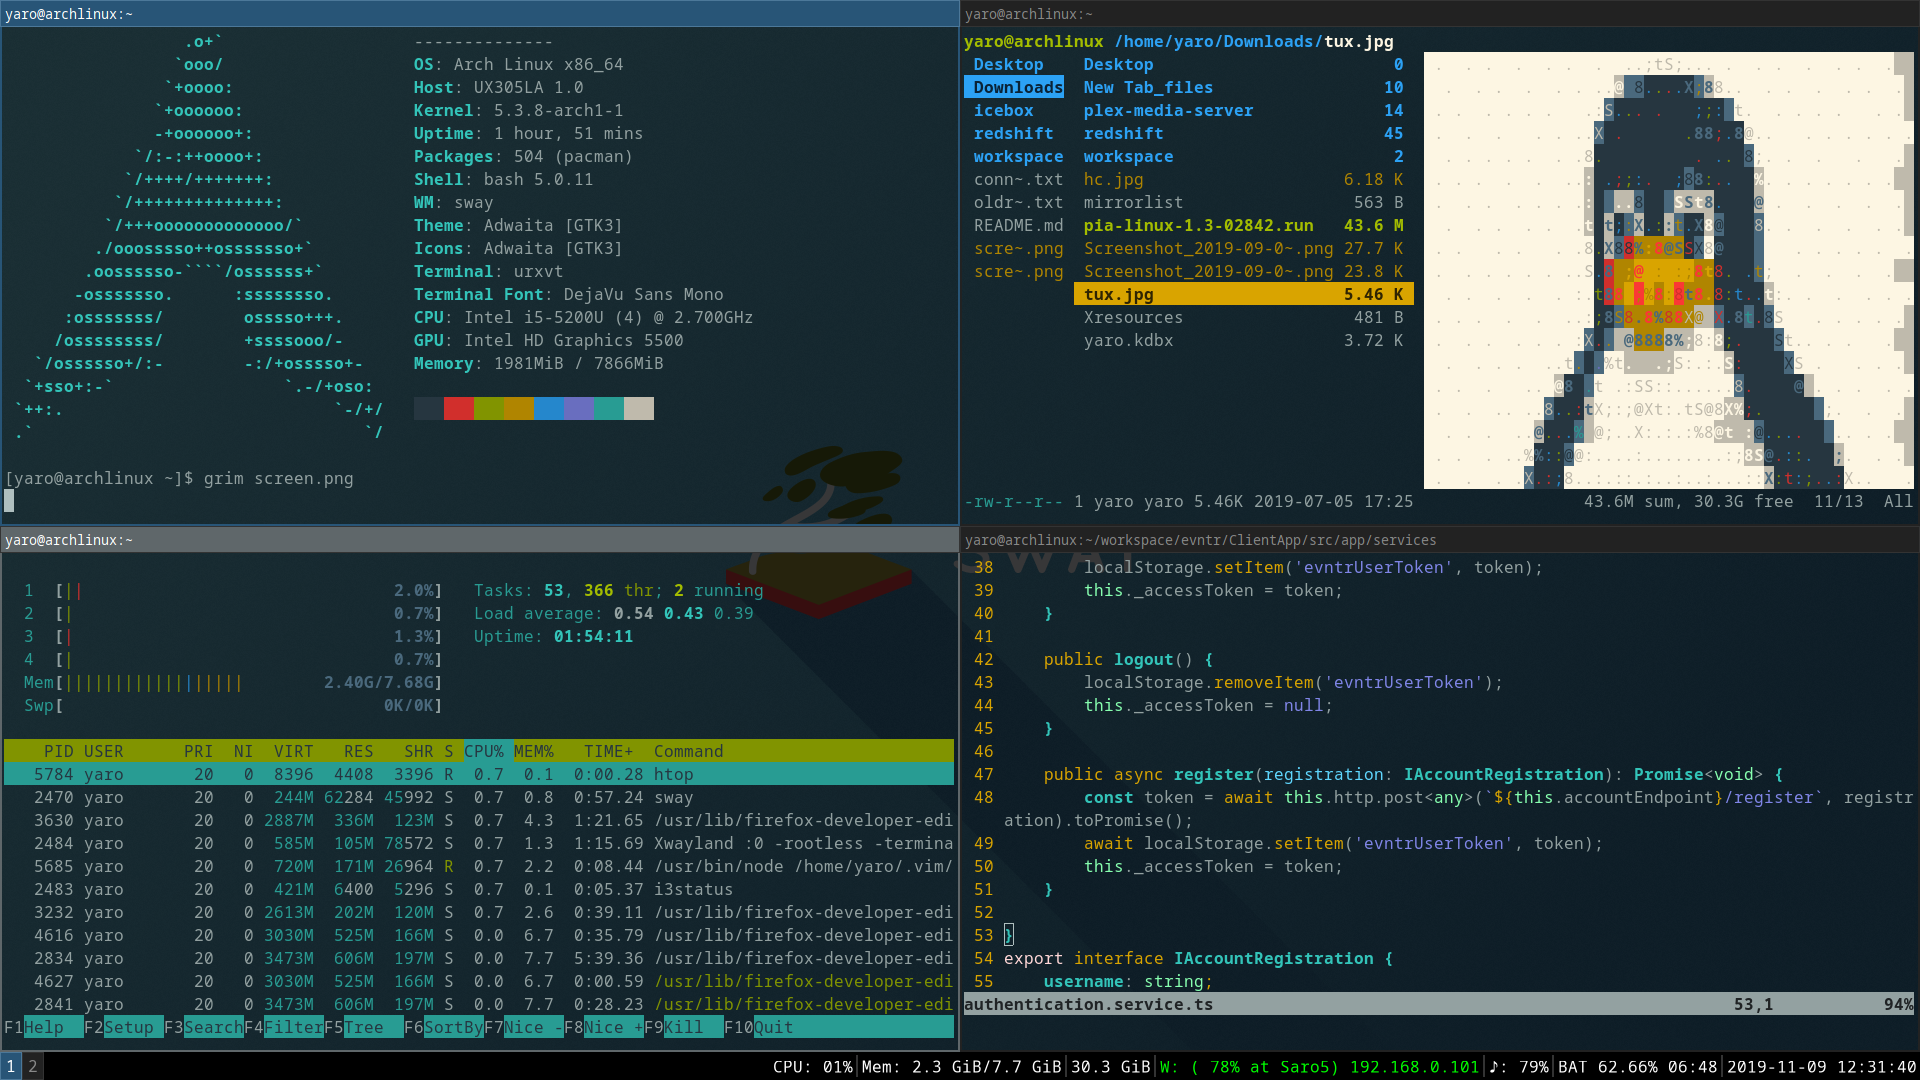 yaro@archlinux:~
.o+`
`ooo/
`+oooo:
`+oooooo:
-+oooooo+:
`/:-:++oooo+:
`/++++/+++++++:
`/++++++++++++++:
`/+++ooooooooooooo/`
./ooosssso++osssssso+`
.oossssso-````/ossssss+`
-osssssso. :ssssssso.
:osssssss/ osssso+++.
/ossssssss/ +ssssooo/-
`/ossssso+/:- -:/+osssso+-
`+sso+:-` `.-/+oso:
`++:. `-/+/
.` `/
--------------
OS: Arch Linux x86_64
Host: UX305LA 1.0
Kernel: 5.3.8-arch1-1
Uptime: 1 hour, 51 mins
Packages: 504 (pacman)
Shell: bash 5.0.11
WM: sway
Theme: Adwaita [GTK3]
Icons: Adwaita [GTK3]
Terminal: urxvt
Terminal Font: DejaVu Sans Mono
CPU: Intel i5-5200U (4) @ 2.700GHz
GPU: Intel HD Graphics 5500
Memory: 1981MiB / 7866MiB
[yaro@archlinux ~]$ grim screen.png
yaro@archlinux:~
yaro@archlinux /home/yaro/Downloads/tux.jpg
Desktop Desktop 0
Downloads New Tab_files 10
icebox plex-media-server 14
redshift redshift 45
workspace workspace 2
conn~.txt hc.jpg 6.18 K
oldr~.txt mirrorlist 563 B
README.md pia-linux-1.3-02842.run 43.6 M
scre~.png Screenshot_2019-09-0~.png 27.7 K
scre~.png Screenshot_2019-09-0~.png 23.8 K
tux.jpg 5.46 K
Xresources 481 B
yaro.kdbx 3.72 K
-rw-r--r-- 1 yaro yaro 5.46K 2019-07-05 17:25 43.6M sum, 30.3G free 11/13 All
yaro@archlinux:~
1 [|| 2.0%] Tasks: 53, 366 thr; 2 running
2 [| 0.7%] Load average: 0.54 0.43 0.39
3 [| 1.3%] Uptime: 01:54:11
4 [| 0.7%]
Mem[|||||||||||||||||| 2.40G/7.68G]
Swp[ 0K/0K]
PID USER PRI NI VIRT RES SHR S CPU% MEM% TIME+ Command
5784 yaro 20 0 8396 4408 3396 R 0.7 0.1 0:00.28 htop
2470 yaro 20 0 244M 62284 45992 S 0.7 0.8 0:57.24 sway
3630 yaro 20 0 2887M 336M 123M S 0.7 4.3 1:21.65 /usr/lib/firefox-developer-edi
2484 yaro 20 0 585M 105M 78572 S 0.7 1.3 1:15.69 Xwayland :0 -rootless -termina
5685 yaro 20 0 720M 171M 26964 R 0.7 2.2 0:08.44 /usr/bin/node /home/yaro/.vim/
2483 yaro 20 0 421M 6400 5296 S 0.7 0.1 0:05.37 i3status
3232 yaro 20 0 2613M 202M 120M S 0.7 2.6 0:39.11 /usr/lib/firefox-developer-edi
4616 yaro 20 0 3030M 525M 166M S 0.0 6.7 0:35.79 /usr/lib/firefox-developer-edi
2834 yaro 20 0 3473M 606M 197M S 0.0 7.7 5:39.36 /usr/lib/firefox-developer-edi
4627 yaro 20 0 3030M 525M 166M S 0.0 6.7 0:00.59 /usr/lib/firefox-developer-edi
2841 yaro 20 0 3473M 606M 197M S 0.0 7.7 0:28.23 /usr/lib/firefox-developer-edi
F1Help F2Setup F3SearchF4FilterF5Tree F6SortByF7Nice -F8Nice +F9Kill F10Quit
yaro@archlinux:~/workspace/evntr/ClientApp/src/app/services
38 localStorage.setItem('evntrUserToken', token);
39 this._accessToken = token;
40 }
41
42 public logout() {
43 localStorage.removeItem('evntrUserToken');
44 this._accessToken = null;
45 }
46
47 public async register(registration: IAccountRegistration): Promise<void> {
48 const token = await this.http.post<any>(`${this.accountEndpoint}/register`, registr
ation).toPromise();
49 await localStorage.setItem('evntrUserToken', token);
50 this._accessToken = token;
51 }
52
53 }
54 export interface IAccountRegistration {
55 username: string;
authentication.service.ts 53,1 94%
1 2 CPU: 01%|Mem: 2.3 GiB/7.7 GiB|30.3 GiB|W: ( 78% at Saro5) 192.168.0.101|♪: 79%|BAT 62.66% 06:48|2019-11-09 12:31:40